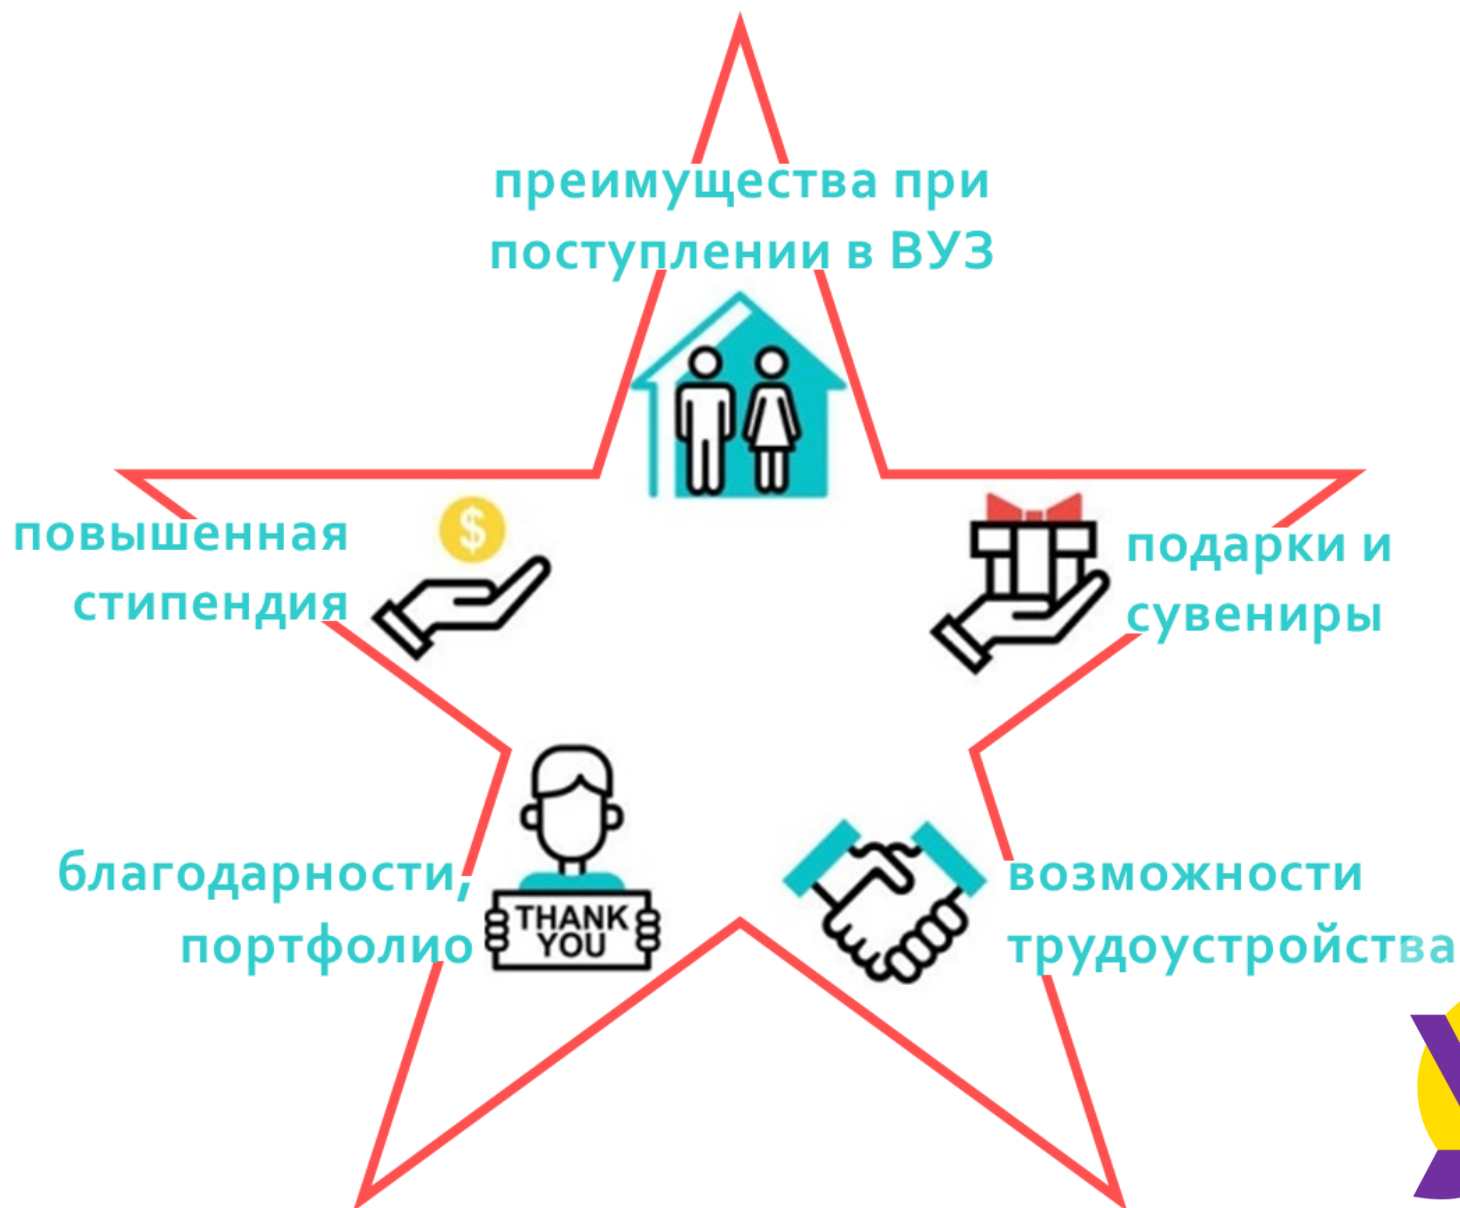 преимущества при
поступлении в ВУЗ
$
повышенная
стипендия
подарки и
сувениры
благодарности,
портфолио
THANK
YOU
возможности
трудоустройства